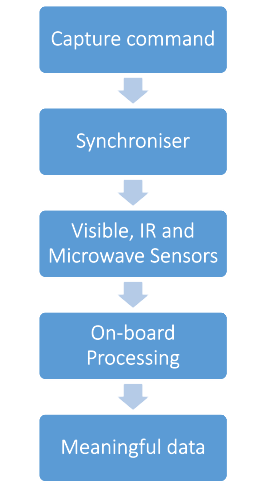 Capture command
Synchroniser
Visible, IR and
Microwave Sensors
On-board
Processing
Meaningful data